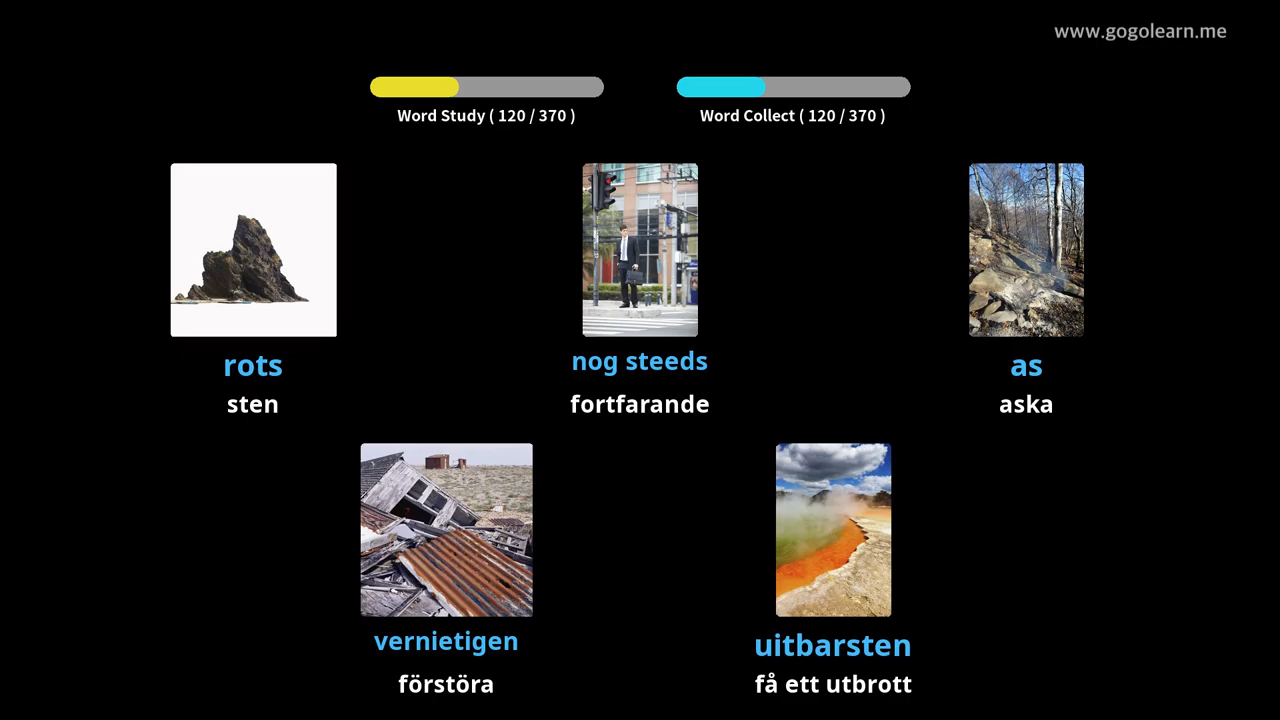 www.gogolearn.me
Word Study ( 120 / 370 )
Word Collect ( 120 / 370 )
rots
sten
nog steeds
fortfarande
as
aska
vernietigen
förstöra
uitbarsten
få ett utbrott